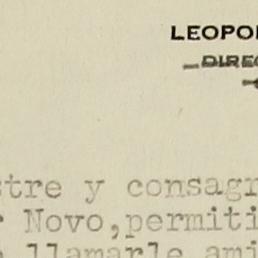 LEOPOL
DIREC
stre y consagr
r Novo, permiti
llamarle ami